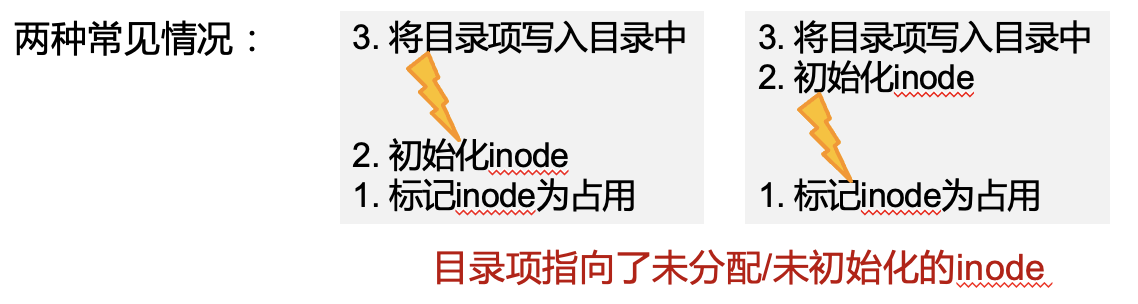 两种常见情况：
3. 将目录项写入目录中
2. 初始化inode
1. 标记inode为占用
3. 将目录项写入目录中
2. 初始化inode
1. 标记inode为占用
目录项指向了未分配/未初始化的inode